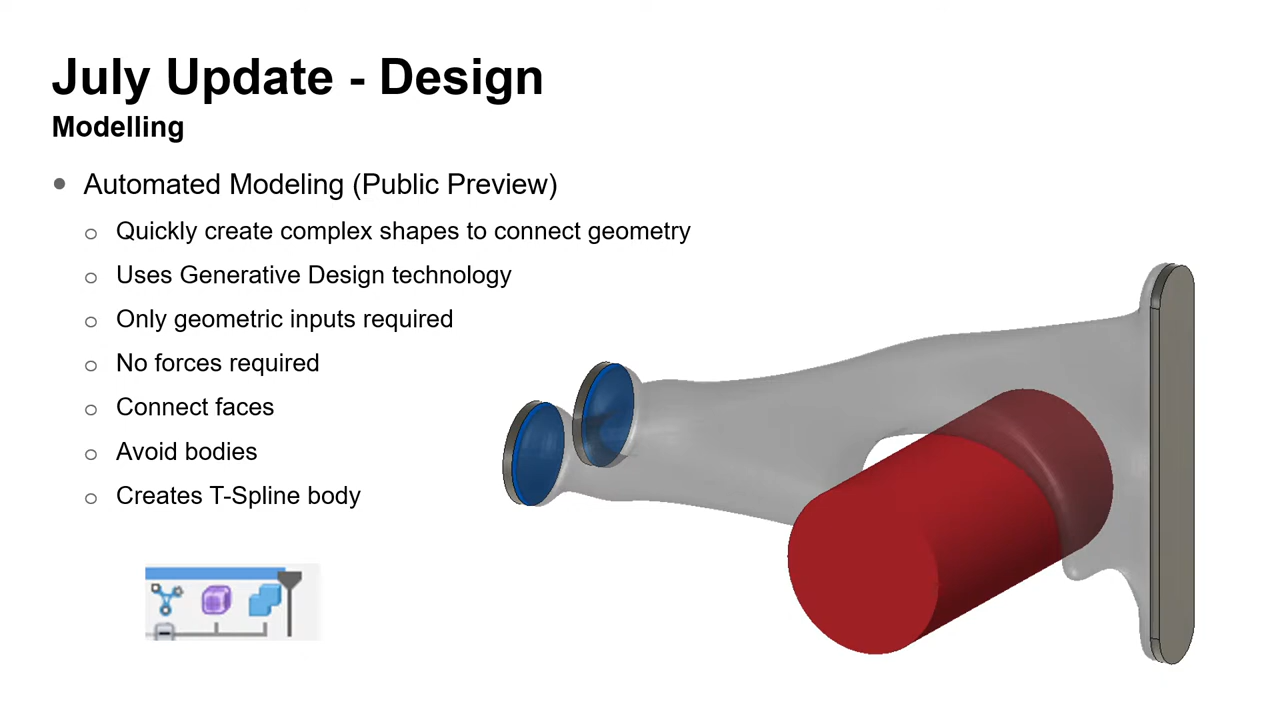 July Update - Design
Modelling
• Automated Modeling (Public Preview)
o Quickly create complex shapes to connect geometry
o Uses Generative Design technology
o Only geometric inputs required
o No forces required
o Connect faces
o Avoid bodies
o Creates T-Spline body